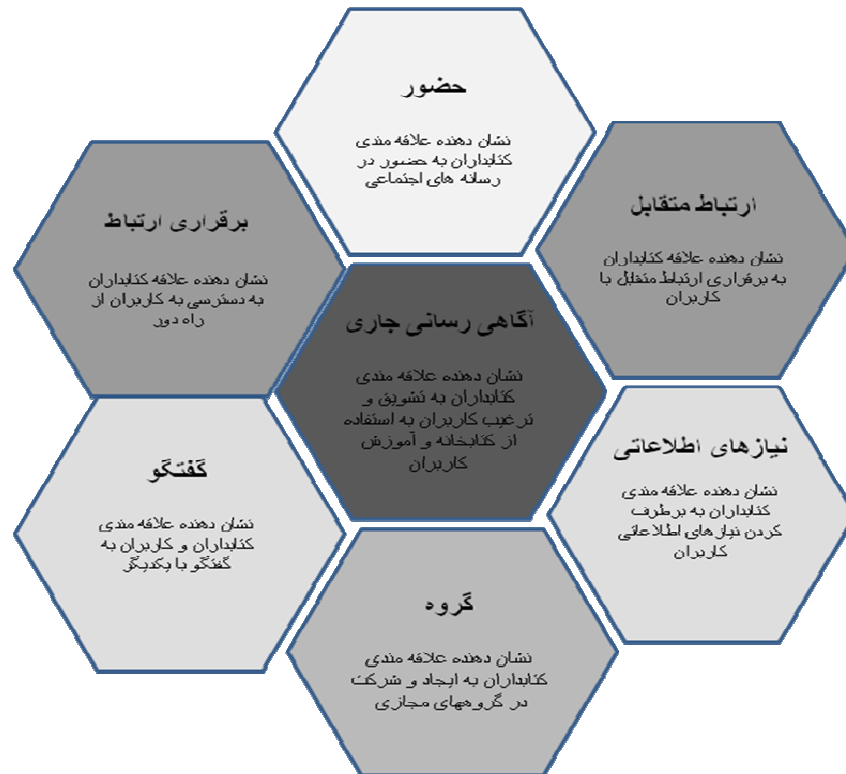 حضور
نشان دهنده علاقه مندی
کتابداران به حضور در
رسانه های اجتماعی
ارتباط متقابل
نشان دهنده علاقه کتابداران
به برقراری ارتباط متقابل با
کاربران
برقراری ارتباط
نشان دهنده علاقه کتابداران
به دسترسی به کاربران از
راه دور
آگاهی رسانی جاری
نشان دهنده علاقه مندی
کتابداران به تشویق و
ترغیب کاربران به استفاده
از کتابخانه و آموزش
کاربران
نیازهای اطلاعاتی
نشان دهنده علاقه مندی
کتابداران به برطرف
کردن نیازهای اطلاعاتی
کاربران
گفتگو
نشان دهنده علاقه مندی
کتابداران و کاربران به
گفتگو با یکدیگر
گروه
نشان دهنده علاقه مندی
کتابداران به ایجاد و شرکت
در گروههای مجازی